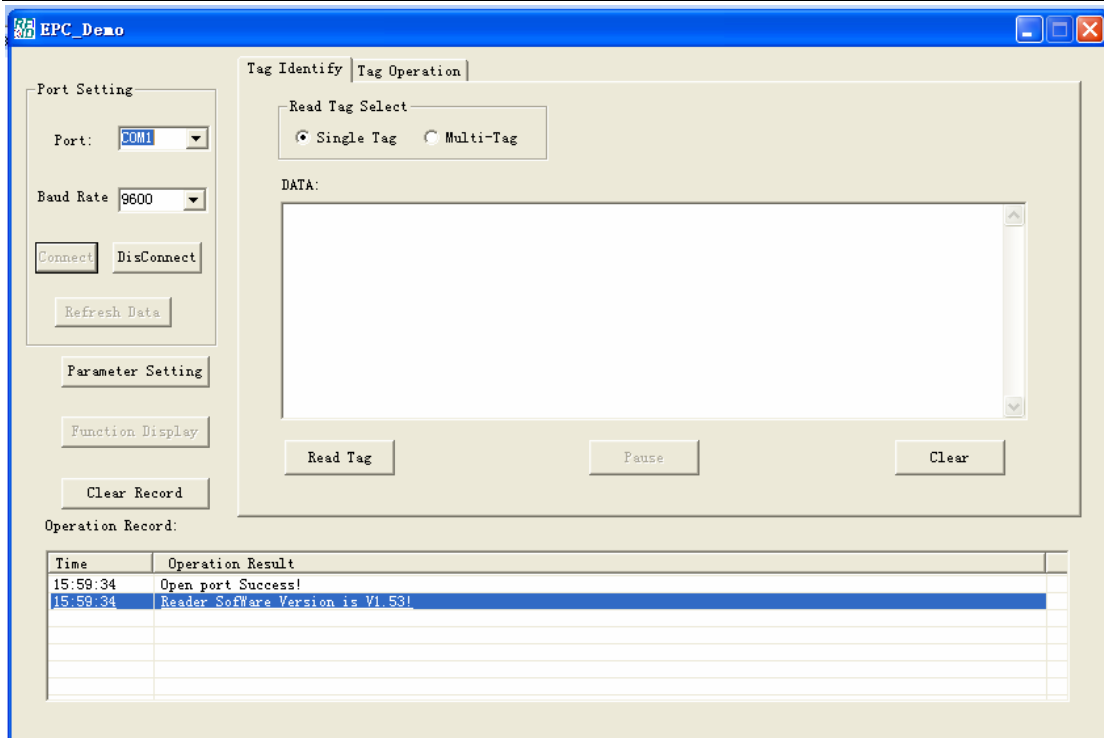 EPC_Demo
Port Setting
Port: COM1
Baud Rate 9600
Connect DisConnect
Refresh Data
Parameter Setting
Function Display
Clear Record
Tag Identify Tag Operation
Read Tag Select
Single Tag Multi-Tag
DATA:
Read Tag Pause Clear
Operation Record:
Time Operation Result
15:59:34 Open port Success!
15:59:34 Reader SofWare Version is V1.53!